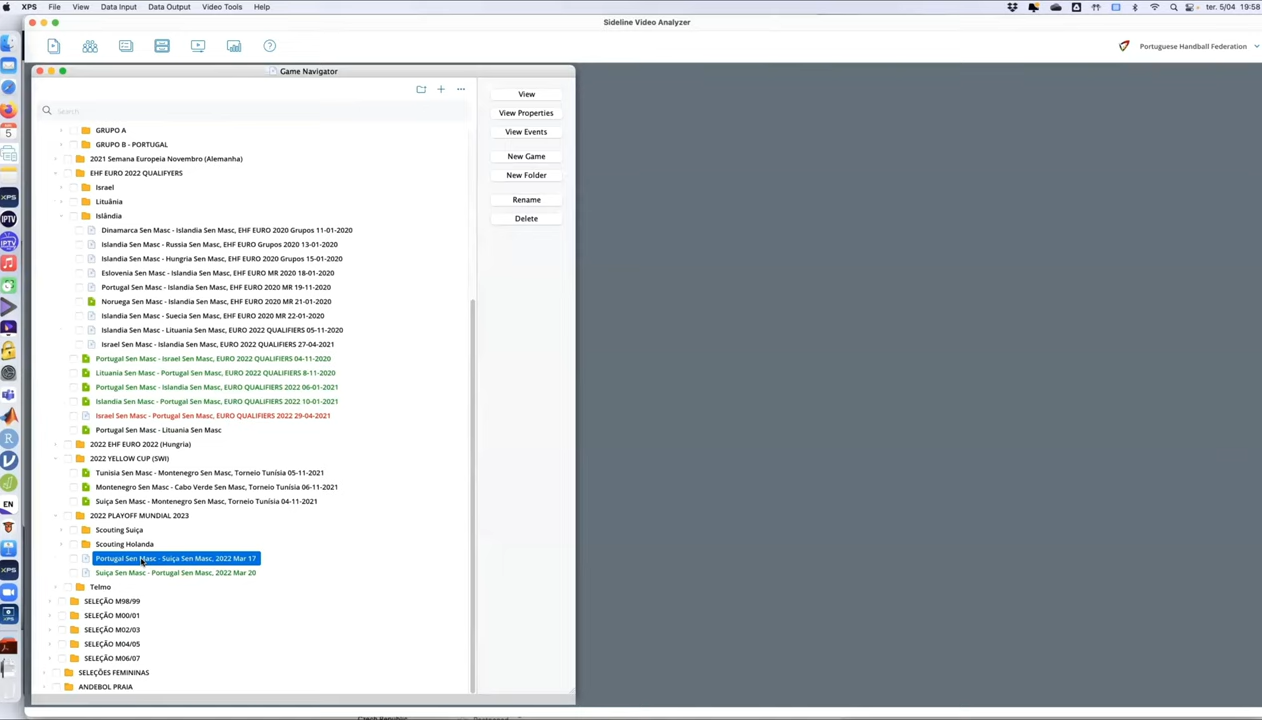 XPS File View Data Input Data Output Video Tools Help ter. 5/04 19:58
Sideline Video Analyzer
Portuguese Handball Federation
Game Navigator
Search
View
View Properties
View Events
New Game
New Folder
Rename
Delete
GRUPO A
GRUPO B - PORTUGAL
2021 Semana Europeia Novembro (Alemanha)
EHF EURO 2022 QUALIFYERS
Israel
Lituânia
Islândia
Dinamarca Sen Masc - Islandia Sen Masc, EHF EURO 2020 Grupos 11-01-2020
Islandia Sen Masc - Russia Sen Masc, EHF EURO Grupos 2020 13-01-2020
Islandia Sen Masc - Hungria Sen Masc, EHF EURO 2020 Grupos 15-01-2020
Eslovenia Sen Masc - Islandia Sen Masc, EHF EURO MR 2020 18-01-2020
Portugal Sen Masc - Islandia Sen Masc, EHF EURO 2020 MR 19-11-2020
Noruega Sen Masc - Islandia Sen Masc, EHF EURO 2020 MR 21-01-2020
Islandia Sen Masc - Suecia Sen Masc, EHF EURO 2020 MR 22-01-2020
Islandia Sen Masc - Lituania Sen Masc, EURO 2022 QUALIFIERS 05-11-2020
Israel Sen Masc - Islandia Sen Masc, EURO 2022 QUALIFIERS 27-04-2021
Portugal Sen Masc - Israel Sen Masc, EURO 2022 QUALIFIERS 04-11-2020
Lituania Sen Masc - Portugal Sen Masc, EURO 2022 QUALIFIERS 8-11-2020
Portugal Sen Masc - Islandia Sen Masc, EURO QUALIFIERS 2022 06-01-2021
Islandia Sen Masc - Portugal Sen Masc, EURO QUALIFIERS 2022 10-01-2021
Israel Sen Masc - Portugal Sen Masc, EURO QUALIFIERS 2022 29-04-2021
Portugal Sen Masc - Lituania Sen Masc
2022 EHF EURO 2022 (Hungria)
2022 YELLOW CUP (SWI)
Tunisia Sen Masc - Montenegro Sen Masc, Torneio Tunísia 05-11-2021
Montenegro Sen Masc - Cabo Verde Sen Masc, Torneio Tunísia 06-11-2021
Suiça Sen Masc - Montenegro Sen Masc, Torneio Tunísia 04-11-2021
2022 PLAYOFF MUNDIAL 2023
Scouting Suiça
Scouting Holanda
Portugal Sen Masc - Suiça Sen Masc, 2022 Mar 17
Suiça Sen Masc - Portugal Sen Masc, 2022 Mar 20
Telmo
SELEÇÃO M98/99
SELEÇÃO M00/01
SELEÇÃO M02/03
SELEÇÃO M04/05
SELEÇÃO M06/07
SELEÇÕES FEMININAS
ANDEBOL PRAIA
5
XPS
IPTV
IPTV
R
EN
XPS
XPS